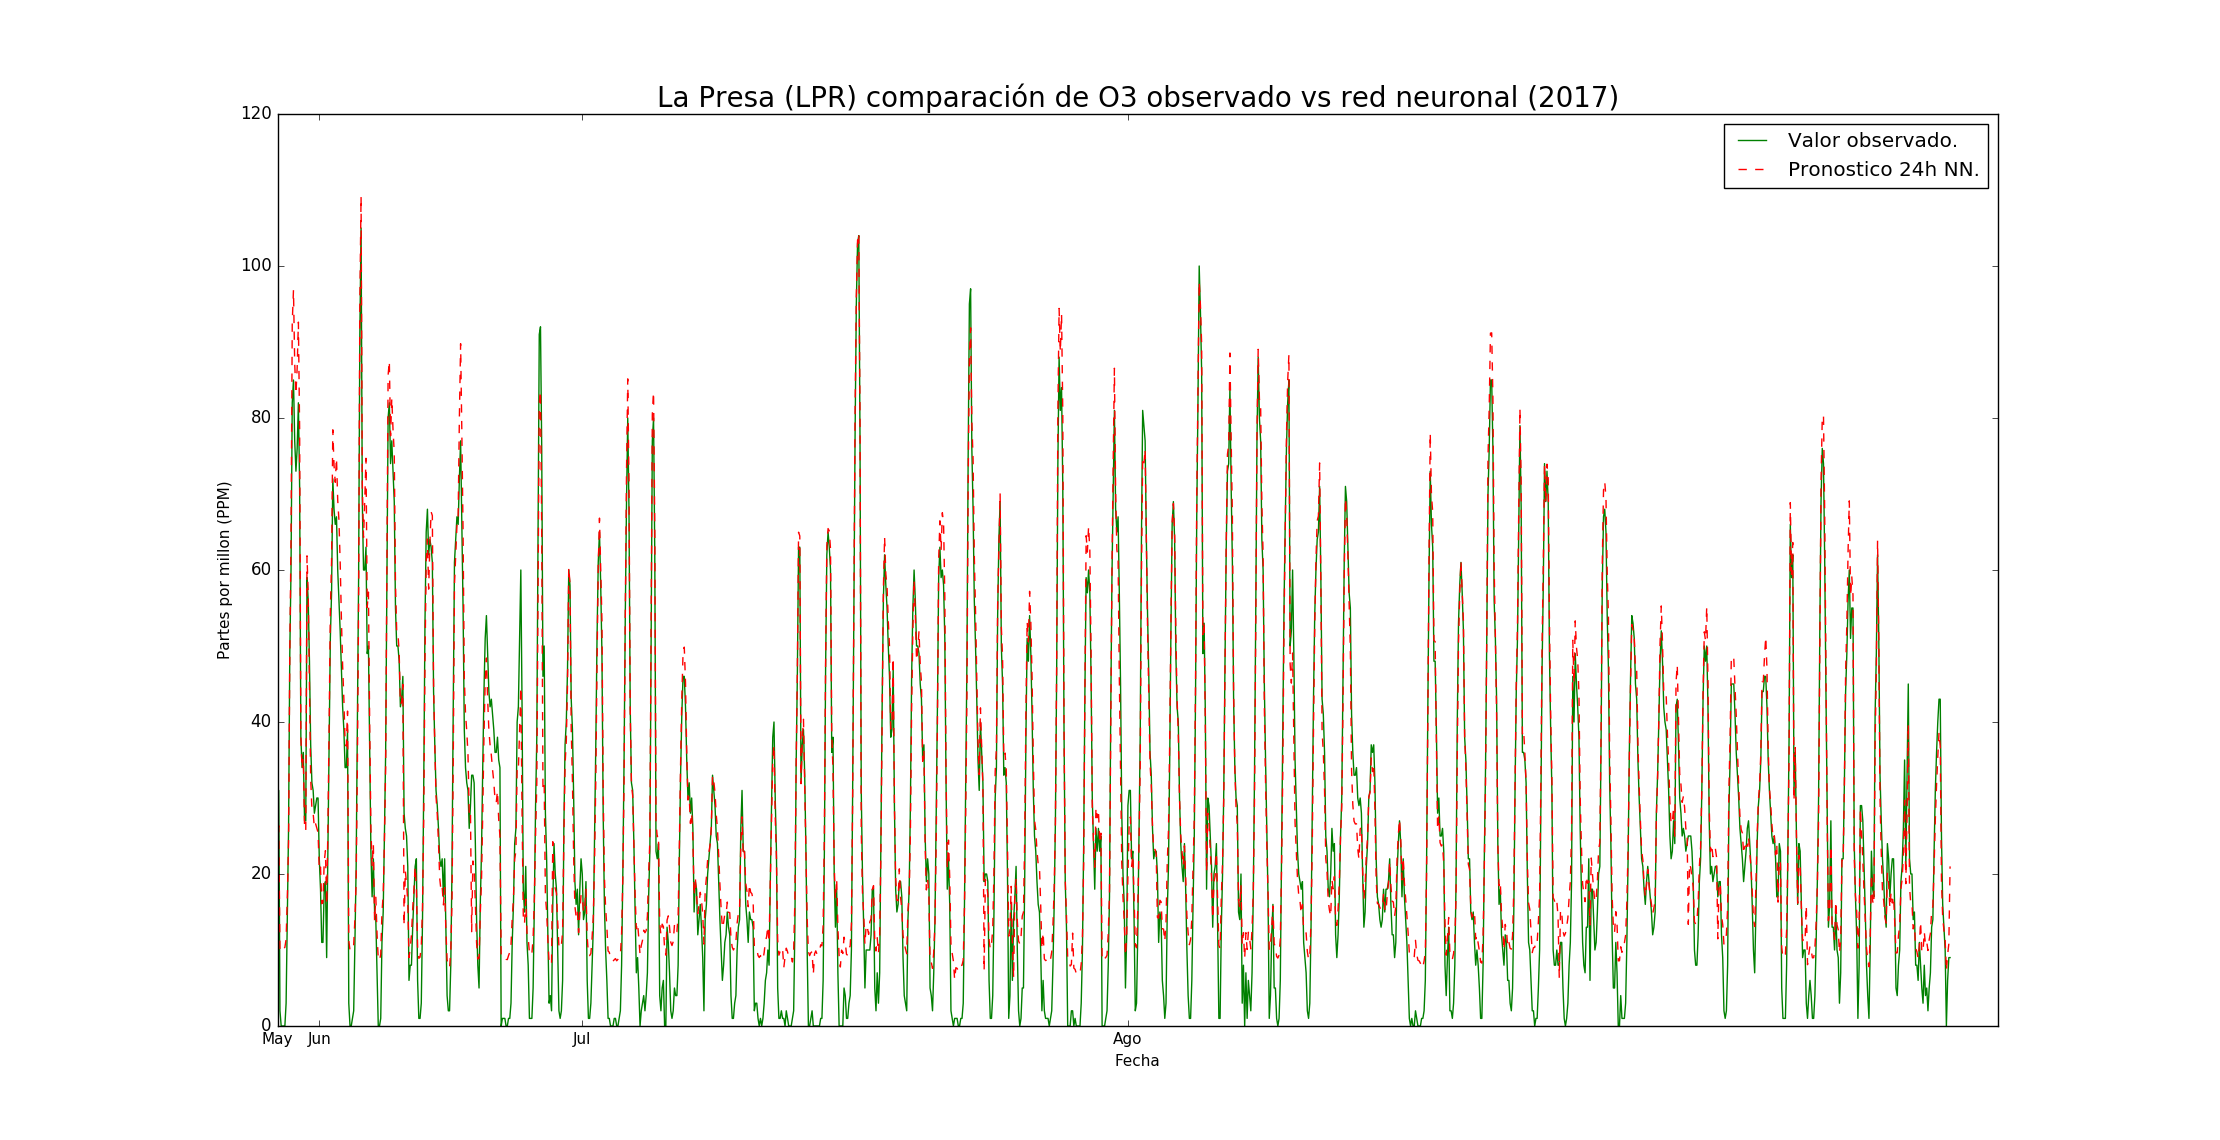 La Presa (LPR) comparación de O3 observado vs red neuronal (2017)
Valor observado.
Pronostico 24h NN.
Partes por millon (PPM)
120
100
80
60
40
20
0
May Jun Jul Ago
Fecha